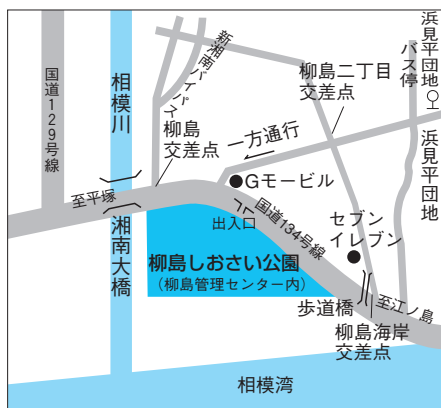 国道129号線
相模川
新湘南バイパス
柳島
交差点
一方通行
柳島二丁目
交差点
浜見平団地
バス停
浜見平団地
至平塚
湘南大橋
Gモービル
出入口
国道134号線
セブン
イレブン
柳島しおさい公園
（柳島管理センター内）
歩道橋
至江ノ島
柳島海岸
交差点
相模湾